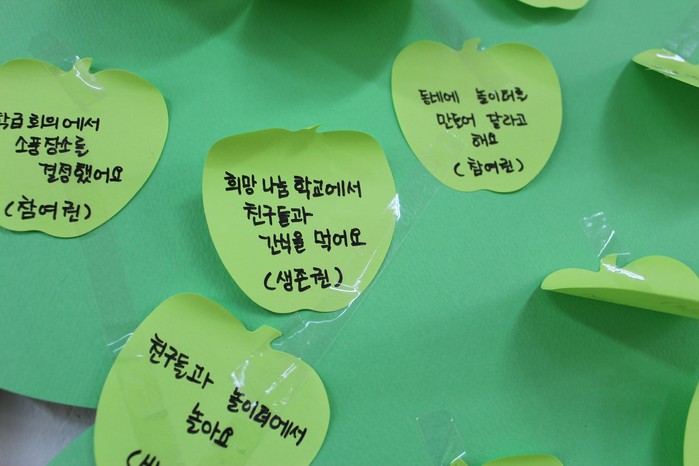 학급회의에서
소풍장소를
결정했어요
(참여권)
희망 나눔 학교에서
친구들과
간식을 먹어요
(생존권)
동네에 놀이터를
만들어 달라고
해요
(참여권)
친구들과 놀이터에서
놀아요